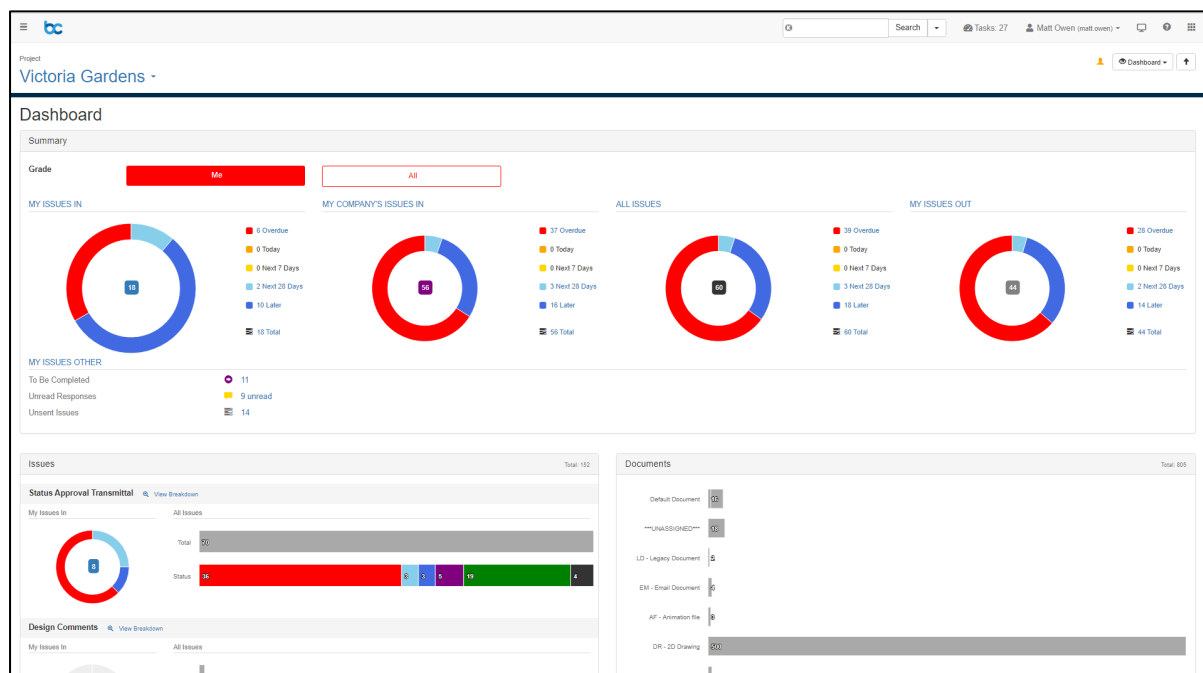 bc
Search
Tasks: 27
Matt Owen (matt.owen)
Project
Victoria Gardens
Dashboard
Dashboard
Summary
Grade
Me
All
MY ISSUES IN
18
6 Overdue
0 Today
0 Next 7 Days
2 Next 28 Days
10 Later
18 Total
MY COMPANY'S ISSUES IN
56
37 Overdue
0 Today
0 Next 7 Days
3 Next 28 Days
16 Later
56 Total
ALL ISSUES
60
39 Overdue
0 Today
0 Next 7 Days
3 Next 28 Days
18 Later
60 Total
MY ISSUES OUT
44
28 Overdue
0 Today
0 Next 7 Days
2 Next 28 Days
14 Later
44 Total
MY ISSUES OTHER
To Be Completed 11
Unread Responses 9 unread
Unsent Issues 14
Issues Total: 152
Status Approval Transmittal View Breakdown
My Issues In All Issues
8
Total 70
Status 36 3 3 5 19 4
Design Comments View Breakdown
My Issues In All Issues
Documents Total: 805
Default Document 16
***UNASSIGNED*** 18
LD - Legacy Document
EM - Email Document
AF - Animation file
DR - 2D Drawing 500